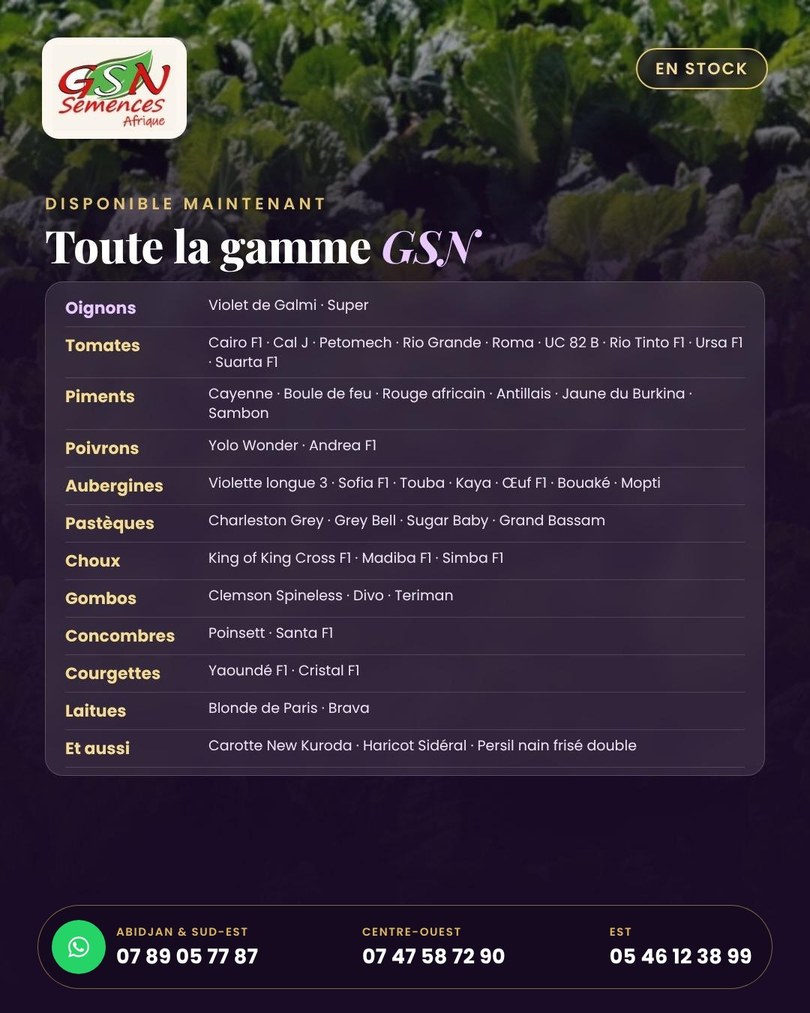 GSN
Semences
Afrique
EN STOCK
DISPONIBLE MAINTENANT
Toute la gamme GSN
Oignons Violet de Galmi · Super
Tomates Cairo F1 · Cal J · Petomech · Rio Grande · Roma · UC 82 B · Rio Tinto F1 · Ursa F1
· Suarta F1
Piments Cayenne · Boule de feu · Rouge africain · Antillais · Jaune du Burkina ·
Sambon
Poivrons Yolo Wonder · Andrea F1
Aubergines Violette longue 3 · Sofia F1 · Touba · Kaya · Œuf F1 · Bouaké · Mopti
Pastèques Charleston Grey · Grey Bell · Sugar Baby · Grand Bassam
Choux King of King Cross F1 · Madiba F1 · Simba F1
Gombos Clemson Spineless · Divo · Teriman
Concombres Poinsett · Santa F1
Courgettes Yaoundé F1 · Cristal F1
Laitues Blonde de Paris · Brava
Et aussi Carotte New Kuroda · Haricot Sidéral · Persil nain frisé double
ABIDJAN & SUD-EST CENTRE-OUEST EST
07 89 05 77 87 07 47 58 72 90 05 46 12 38 99